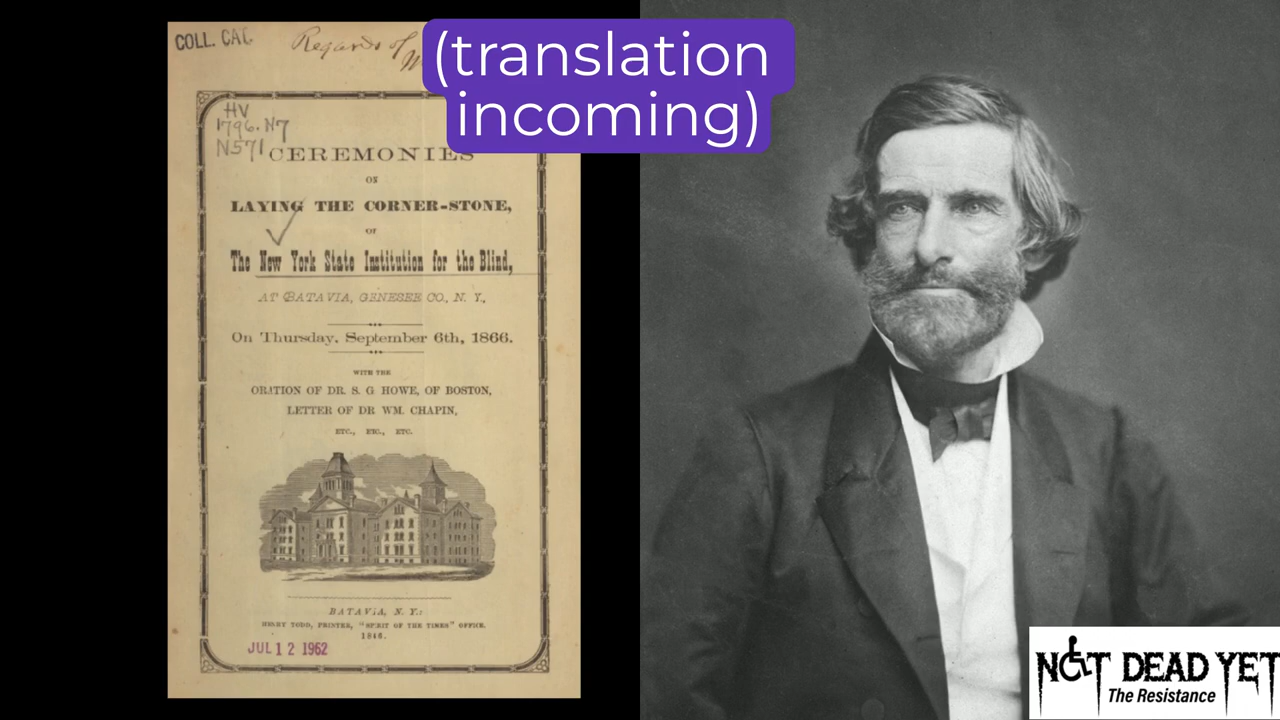 (translation
incoming)
COLL. CAT.
Regards of
HV
1796.N7
N571
CEREMONIES
ON
LAYING THE CORNER-STONE,
OF
The New York State Institution for the Blind,
AT BATAVIA, GENESEE CO., N. Y.,
On Thursday, September 6th, 1866.
WITH THE
ORATION OF DR. S. G HOWE, OF BOSTON,
LETTER OF DR WM. CHAPIN,
ETC., ETC., ETC.
BATAVIA, N. Y.:
HENRY TODD, PRINTER, "SPIRIT OF THE TIMES" OFFICE.
JUL 12 1962
NOT DEAD YET
The Resistance